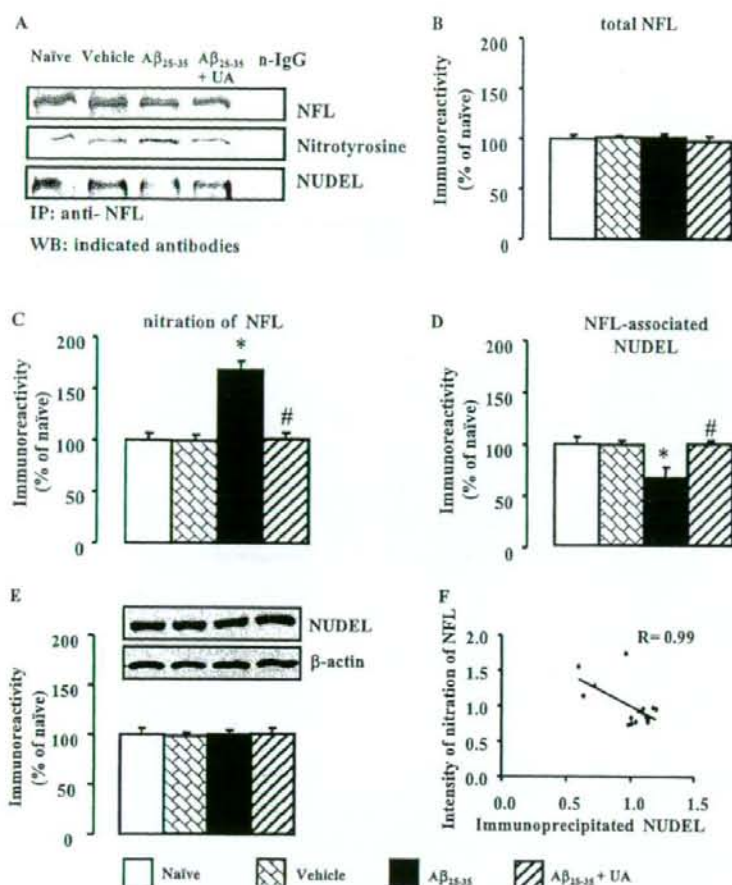 A
Naïve Vehicle Aβ25-35 Aβ25-35 + UA n-IgG
NFL
Nitrotyrosine
NUDEL
IP: anti- NFL
WB: indicated antibodies
B
total NFL
Immunoreactivity
(% of naïve)
200
150
100
50
0
C
nitration of NFL
Immunoreactivity
(% of naïve)
200
150
100
50
0
*
#
D
NFL-associated
NUDEL
Immunoreactivity
(% of naïve)
200
150
100
50
0
*
#
E
NUDEL
β-actin
Immunoreactivity
(% of naïve)
200
150
100
50
0
F
R= 0.99
Intensity of nitration of NFL
2.0
1.5
1.0
0.5
0.0
0.0 0.5 1.0 1.5
Immunoprecipitated NUDEL
Naïve Vehicle Aβ25-35 Aβ25-35 + UA